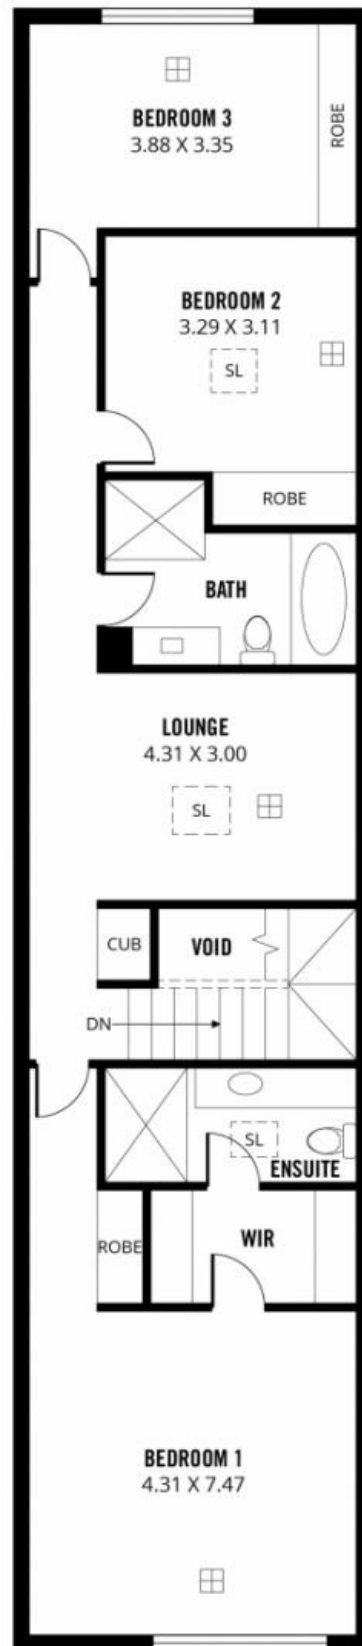 BEDROOM 3
3.88 X 3.35
ROBE
BEDROOM 2
3.29 X 3.11
SL
ROBE
BATH
LOUNGE
4.31 X 3.00
SL
CUB
VOID
DN
SL
ENSUITE
ROBE
WIR
BEDROOM 1
4.31 X 7.47